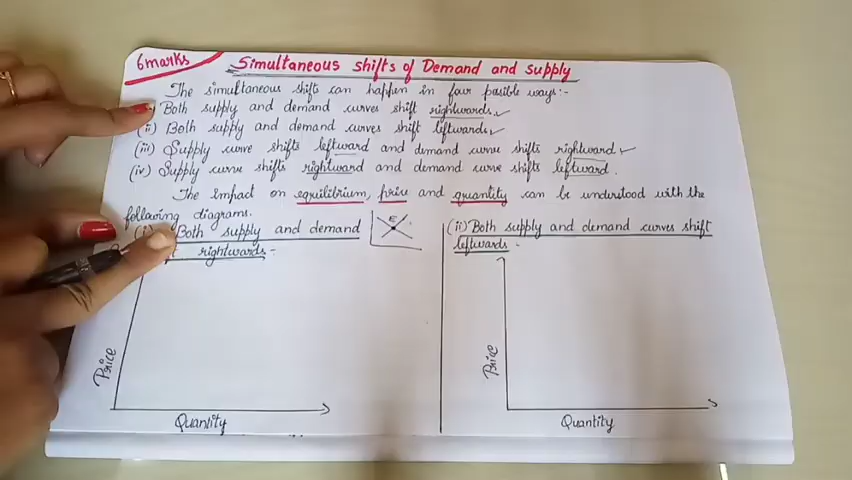 6marks
Simultaneous shifts of Demand and supply
The simultaneous shifts can happen in four posible ways:-
Both supply and demand curves shift rightwards.
(ii) Both supply and demand curves shift leftwards
(iii) Supply curve shifts leftward and demand curve shifts rightward
(iv) Supply curve shifts rightward and demand curve shifts leftward.
The Impact on equilibrium, price and quantity can be understood with the
following diagrams.
(i) Both supply and demand
rightwards:-
E
Price
Quantity
(ii) Both supply and demand curves shift
leftwards:-
Price
Quantity